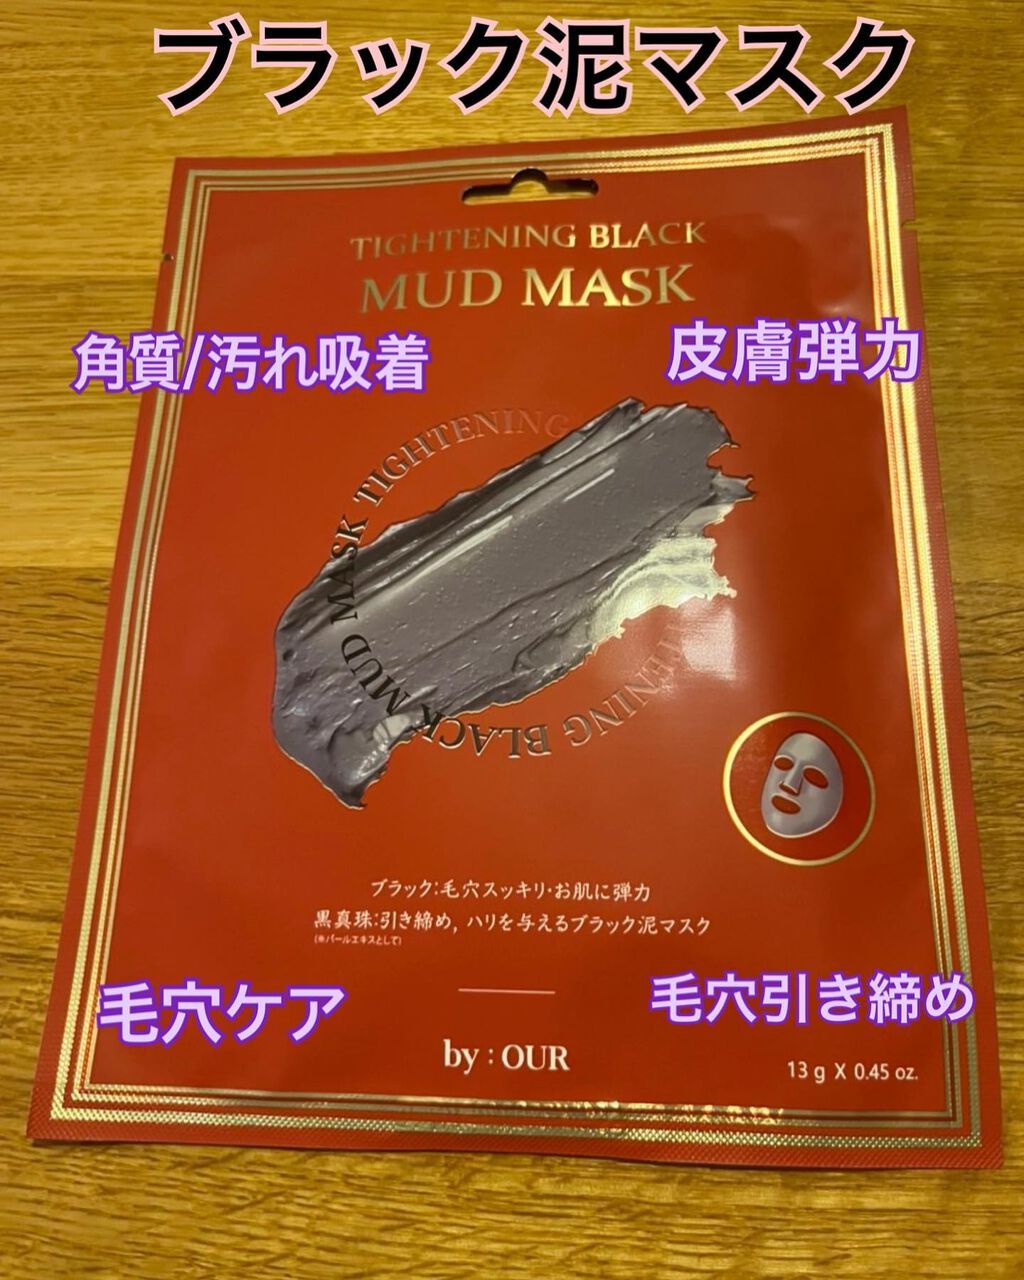 ブラック泥マスク
TIGHTENING BLACK
MUD MASK
角質/汚れ吸着
皮膚弾力
MUD MASK TIGHTENING
TIGHTENING BLACK
ブラック:毛穴スッキリ・お肌に弾力
黒真珠:引き締め, ハリを与えるブラック泥マスク
(※パールエキスとして)
毛穴ケア
毛穴引き締め
by : OUR
13 g X 0.45 oz.